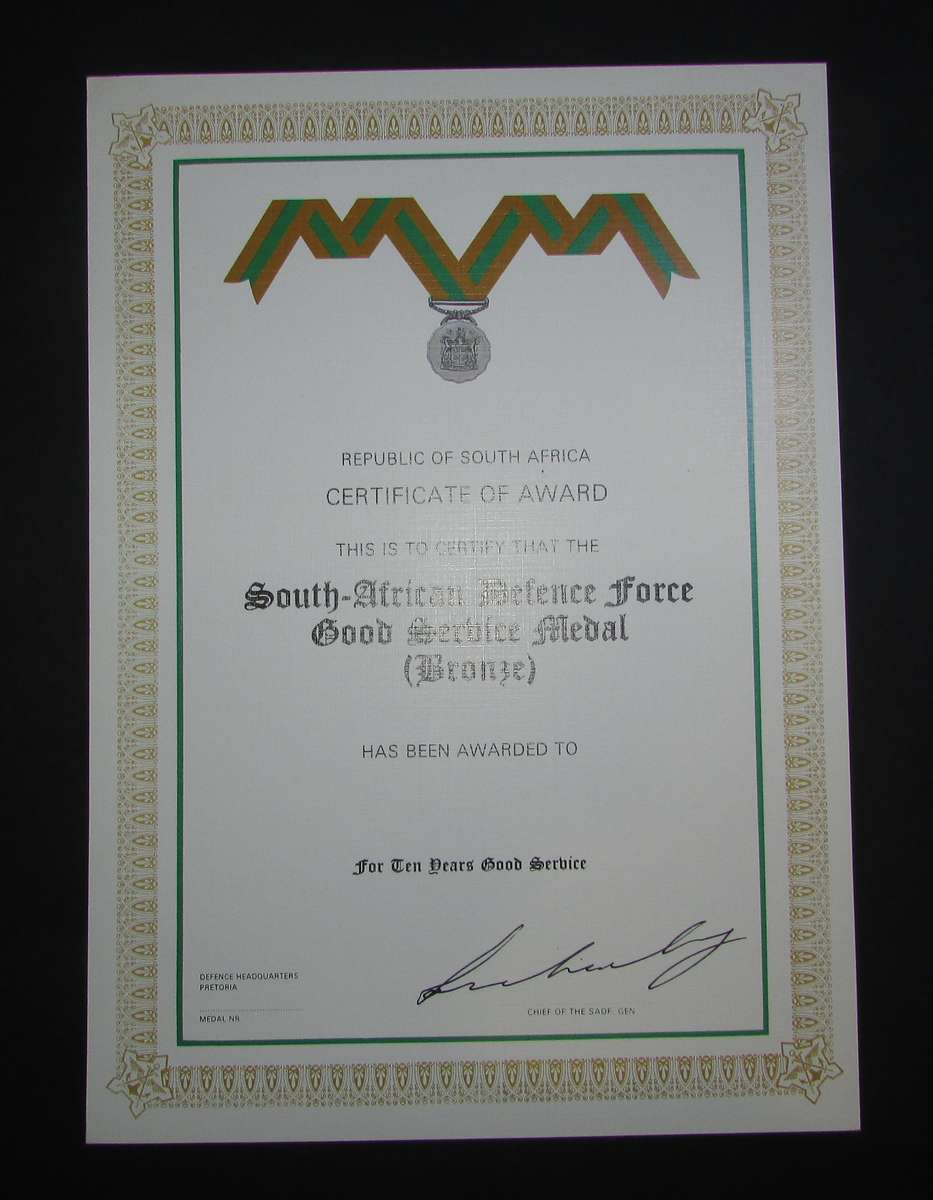 REPUBLIC OF SOUTH AFRICA
CERTIFICATE OF AWARD
THIS IS TO CERTIFY THAT THE
South-African Defence Force
Good Service Medal
(Bronze)
HAS BEEN AWARDED TO
For Ten Years Good Service
DEFENCE HEADQUARTERS
PRETORIA
MEDAL NR
CHIEF OF THE SADF: GEN